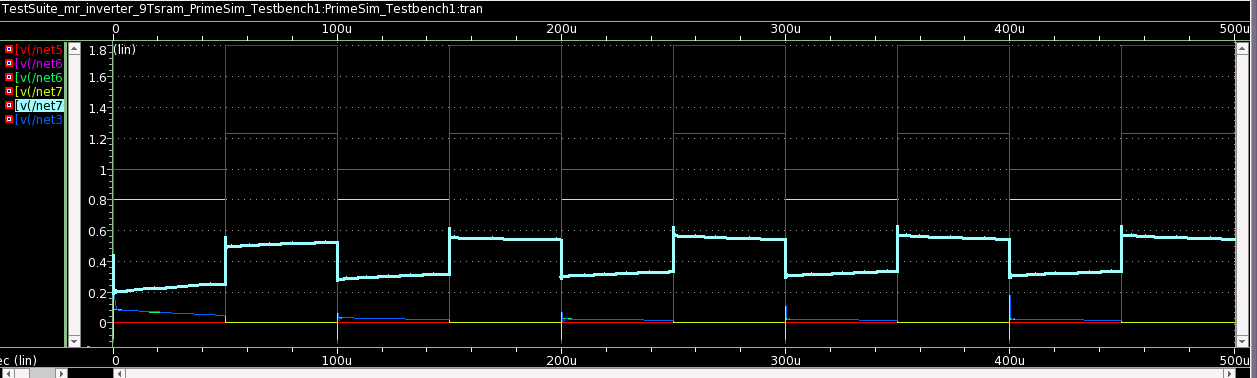 TestSuite_mr_inverter_9Tsram_PrimeSim_Testbench1:PrimeSim_Testbench1:tran
0 100u 200u 300u 400u 500u
[v(/net5
[v(/net6
[v(/net6
[v(/net7
[v(/net7
[v(/net3
1.8 (lin)
1.6
1.4
1.2
1
0.8
0.6
0.4
0.2
0
ec (lin) 0 100u 200u 300u 400u 500u